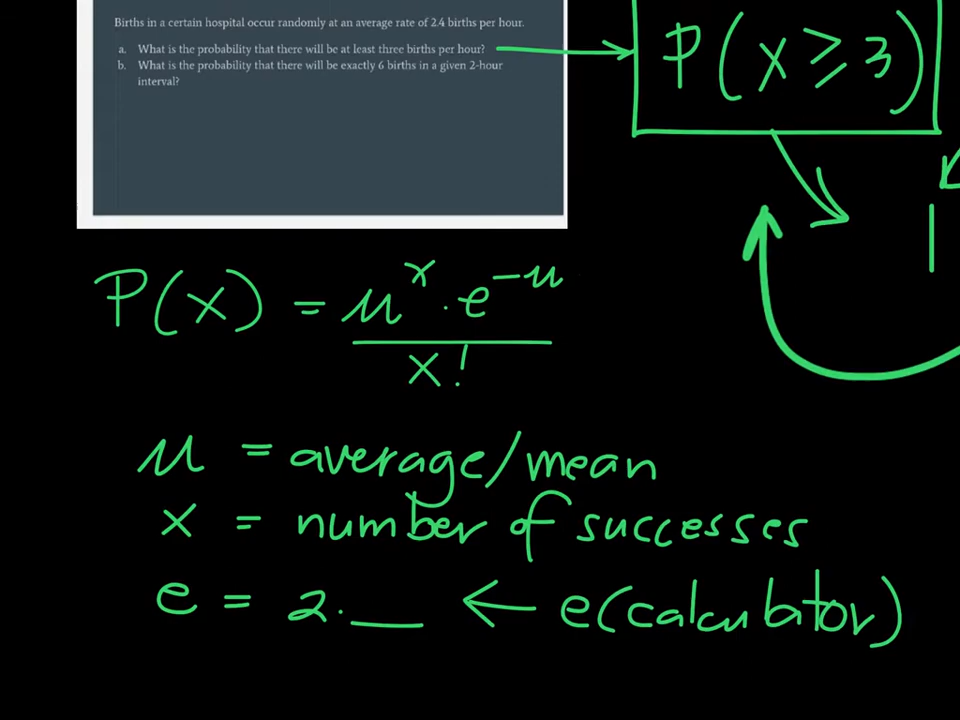 Births in a certain hospital occur randomly at an average rate of 2.4 births per hour.
a. What is the probability that there will be at least three births per hour?
b. What is the probability that there will be exactly 6 births in a given 2-hour
interval?
P(x ≥ 3)
P(x) = μ^x · e^-μ
x!
μ = average/mean
x = number of successes
e = 2.__ ← e(calculator)